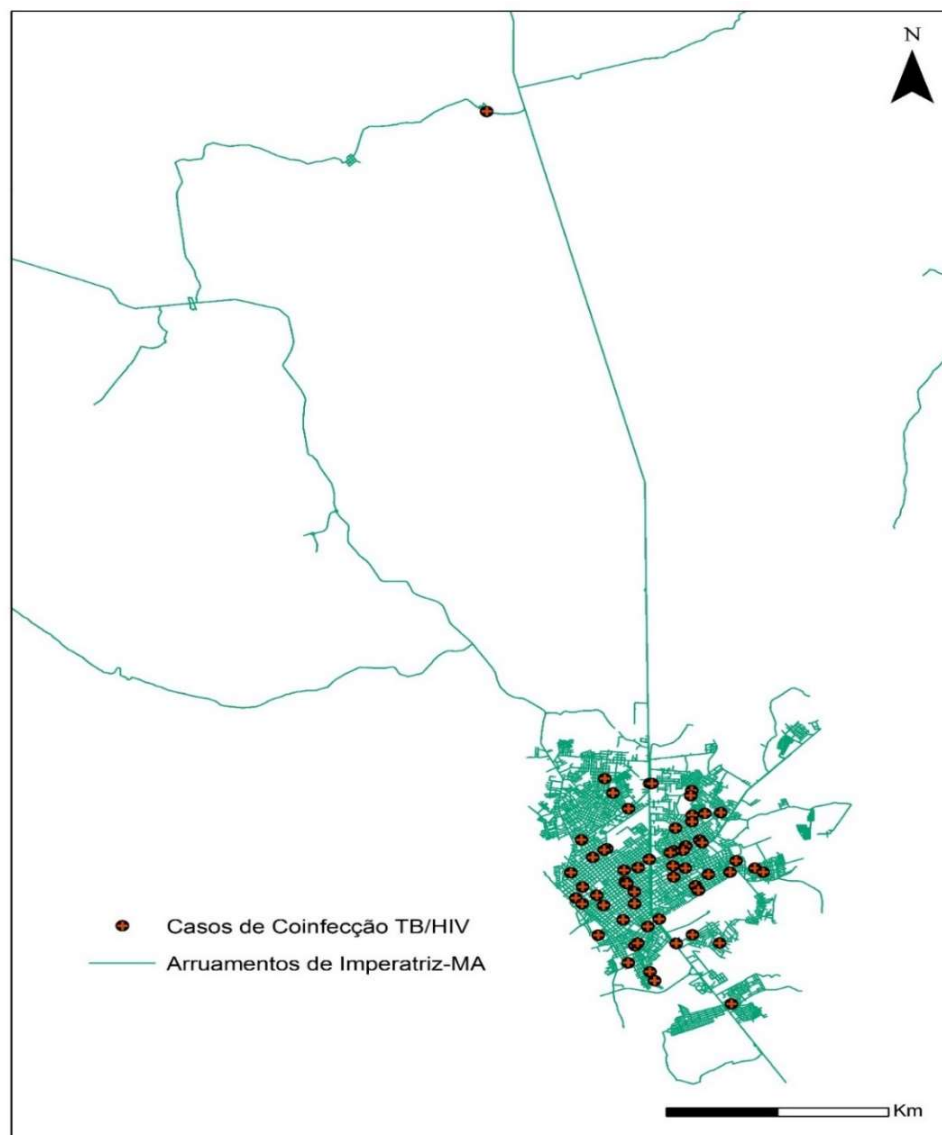 N
Casos de Coinfecção TB/HIV
Arruamentos de Imperatriz-MA
Km